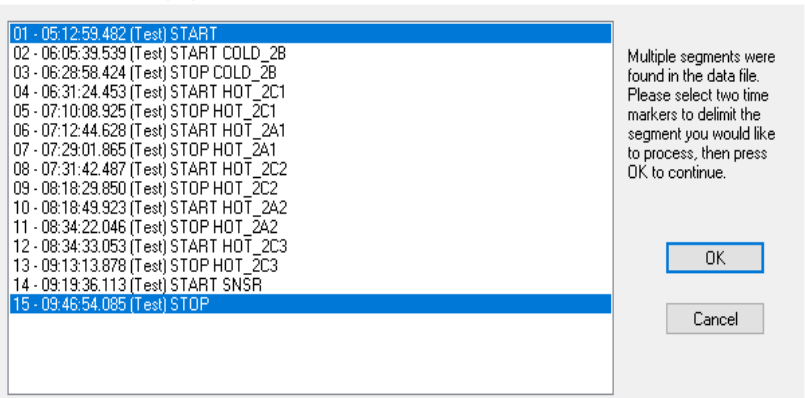 01 - 05:12:59.482 (Test) START
02 - 06:05:39.539 (Test) START COLD_2B
03 - 06:28:58.424 (Test) STOP COLD_2B
04 - 06:31:24.453 (Test) START HOT_2C1
05 - 07:10:08.925 (Test) STOP HOT_2C1
06 - 07:12:44.628 (Test) START HOT_2A1
07 - 07:29:01.865 (Test) STOP HOT_2A1
08 - 07:31:42.487 (Test) START HOT_2C2
09 - 08:18:29.850 (Test) STOP HOT_2C2
10 - 08:18:49.923 (Test) START HOT_2A2
11 - 08:34:22.046 (Test) STOP HOT_2A2
12 - 08:34:33.053 (Test) START HOT_2C3
13 - 09:13:13.878 (Test) STOP HOT_2C3
14 - 09:19:36.113 (Test) START SNSR
15 - 09:46:54.085 (Test) STOP
Multiple segments were
found in the data file.
Please select two time
markers to delimit the
segment you would like
to process, then press
OK to continue.
OK
Cancel